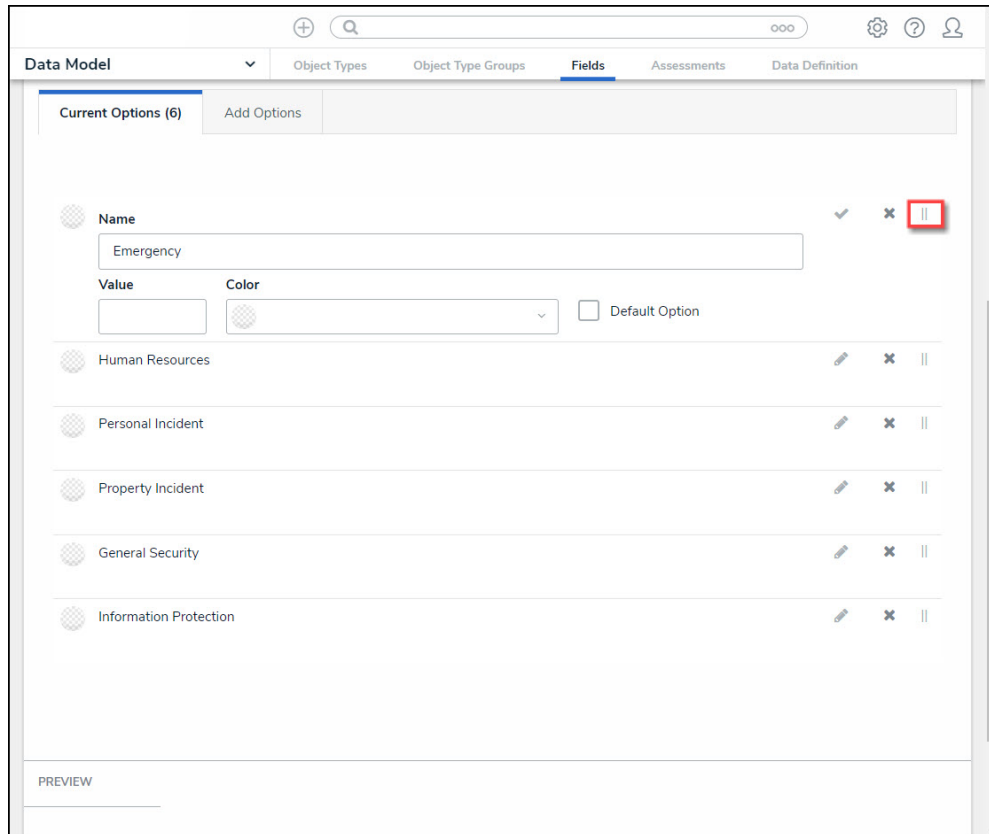 ooo
Data Model Object Types Object Type Groups Fields Assessments Data Definition
Current Options (6) Add Options
Name
Emergency
Value Color
Default Option
Human Resources
Personal Incident
Property Incident
General Security
Information Protection
PREVIEW